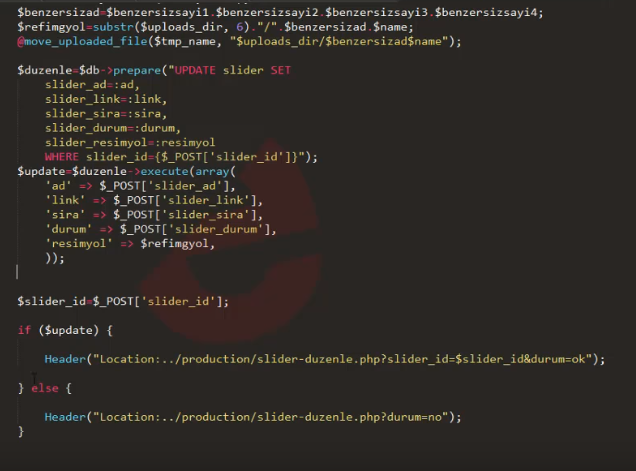 $benzersizad=$benzersizsayi1.$benzersizsayi2.$benzersizsayi3.$benzersizsayi4;
$refimgyol=substr($uploads_dir, 6)."/".$benzersizad.$name;
@move_uploaded_file($tmp_name, "$uploads_dir/$benzersizad$name");
$duzenle=$db->prepare("UPDATE slider SET
slider_ad=:ad,
slider_link=:link,
slider_sira=:sira,
slider_durum=:durum,
slider_resimyol=:resimyol
WHERE slider_id={$_POST['slider_id']}");
$update=$duzenle->execute(array(
'ad' => $_POST['slider_ad'],
'link' => $_POST['slider_link'],
'sira' => $_POST['slider_sira'],
'durum' => $_POST['slider_durum'],
'resimyol' => $refimgyol,
));
$slider_id=$_POST['slider_id'];
if ($update) {
Header("Location:../production/slider-duzenle.php?slider_id=$slider_id&durum=ok");
} else {
Header("Location:../production/slider-duzenle.php?durum=no");
}